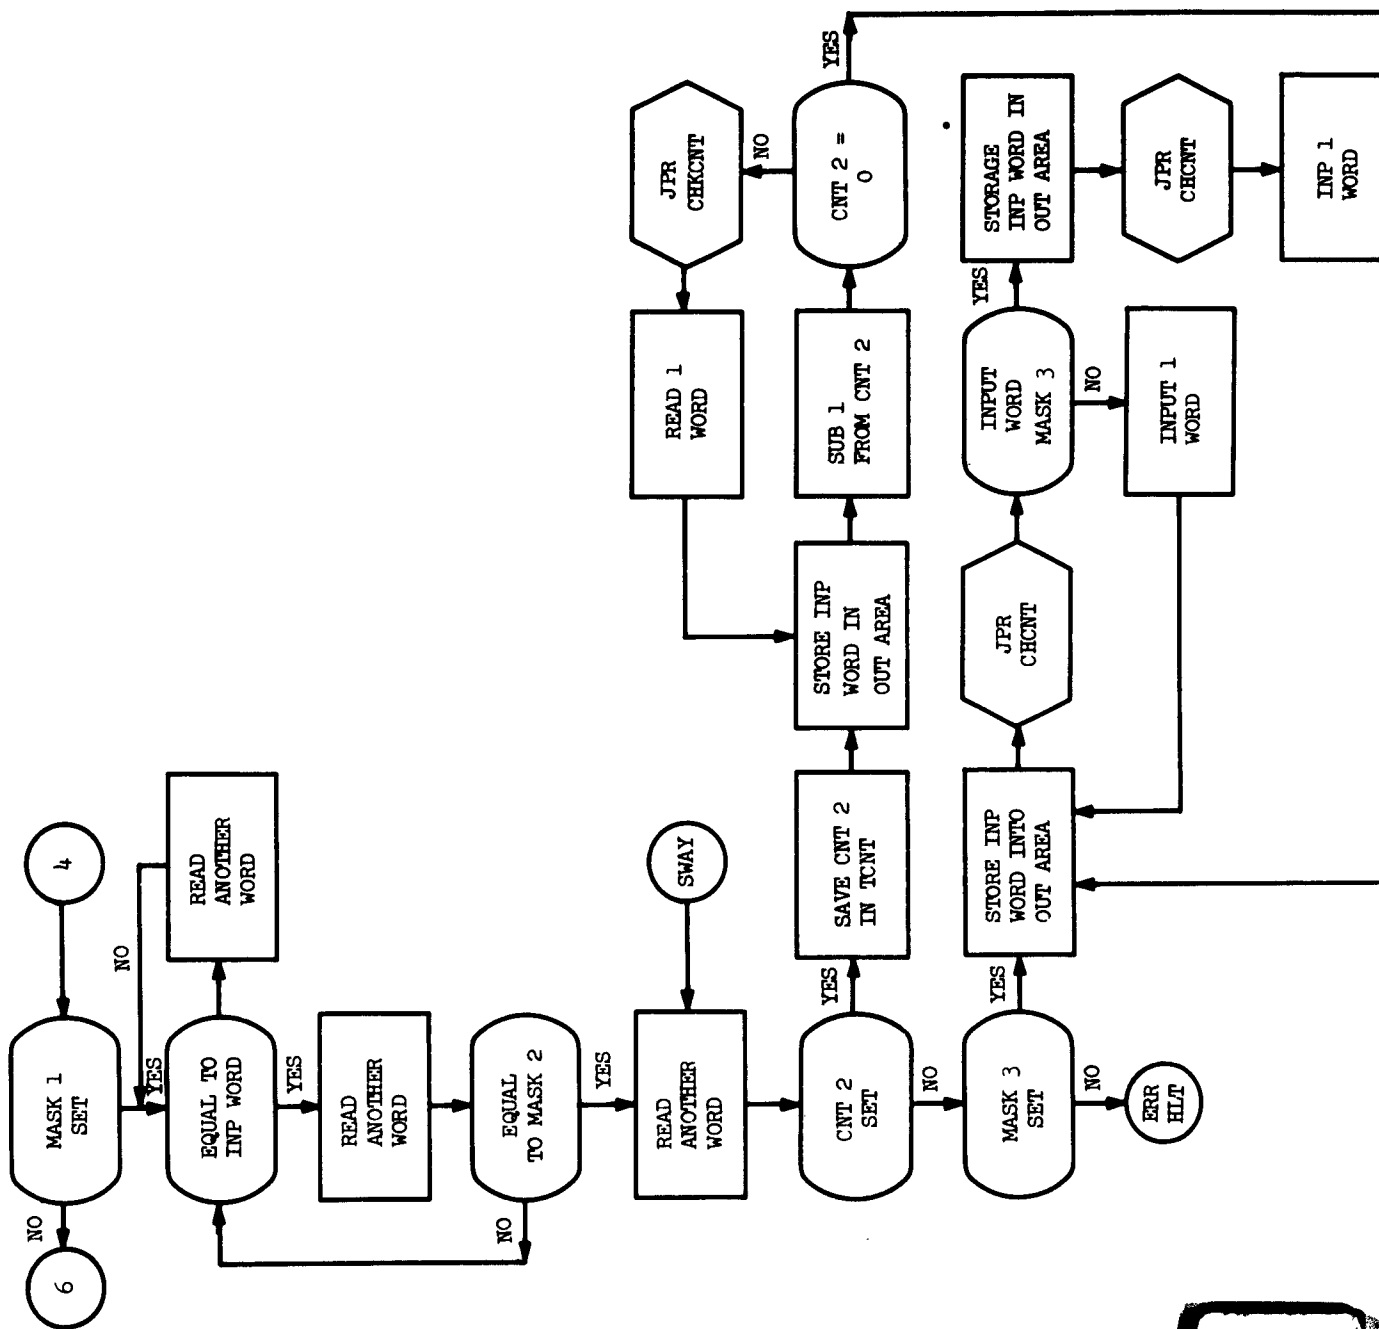 4
MASK 1
SET
NO
6
YES
EQUAL TO
INP WORD
NO
READ
ANOTHER
WORD
YES
READ
ANOTHER
WORD
EQUAL
TO MASK 2
NO
YES
SWAY
READ
ANOTHER
WORD
CNT 2
SET
YES
SAVE CNT 2
IN TCNT
STORE INP
WORD IN
OUT AREA
SUB 1
FROM CNT 2
CNT 2 =
0
YES
NO
JPR
CHKCNT
READ 1
WORD
NO
MASK 3
SET
NO
ERR
HLT
YES
STORE INP
WORD INTO
OUT AREA
JPR
CHCNT
INPUT
WORD
MASK 3
NO
INPUT 1
WORD
YES
STORAGE
INP WORD IN
OUT AREA
JPR
CHCNT
INP 1
WORD